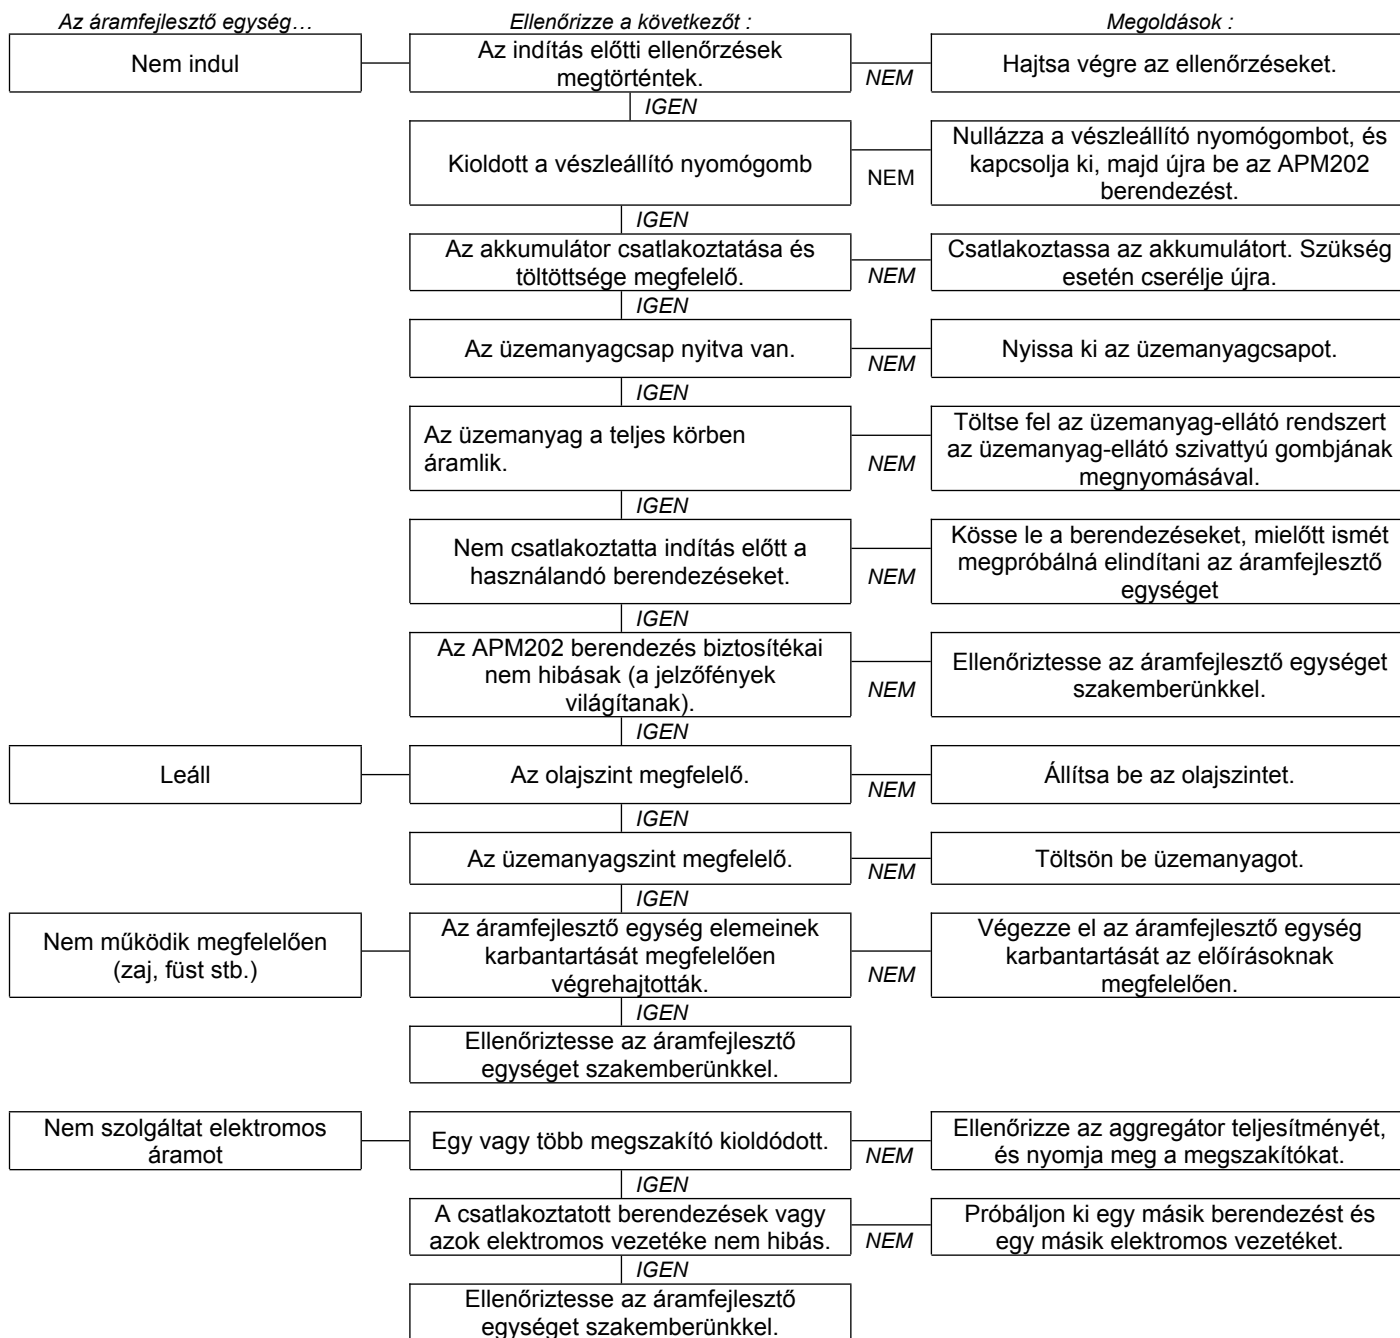 Az áramfejlesztő egység…
Ellenőrizze a következőt :
Megoldások :
Nem indul
Az indítás előtti ellenőrzések
megtörténtek.
NEM
Hajtsa végre az ellenőrzéseket.
IGEN
Kioldott a vészleállító nyomógomb
NEM
Nullázza a vészleállító nyomógombot, és
kapcsolja ki, majd újra be az APM202
berendezést.
IGEN
Az akkumulátor csatlakoztatása és
töltöttsége megfelelő.
NEM
Csatlakoztassa az akkumulátort. Szükség
esetén cserélje újra.
IGEN
Az üzemanyagcsap nyitva van.
NEM
Nyissa ki az üzemanyagcsapot.
IGEN
Az üzemanyag a teljes körben
áramlik.
NEM
Töltse fel az üzemanyag-ellátó rendszert
az üzemanyag-ellátó szivattyú gombjának
megnyomásával.
IGEN
Nem csatlakoztatta indítás előtt a
használandó berendezéseket.
NEM
Kösse le a berendezéseket, mielőtt ismét
megpróbálná elindítani az áramfejlesztő
egységet
IGEN
Az APM202 berendezés biztosítékai
nem hibásak (a jelzőfények
világítanak).
NEM
Ellenőriztesse az áramfejlesztő egységet
szakemberünkkel.
IGEN
Leáll
Az olajszint megfelelő.
NEM
Állítsa be az olajszintet.
IGEN
Az üzemanyagszint megfelelő.
NEM
Töltsön be üzemanyagot.
IGEN
Nem működik megfelelően
(zaj, füst stb.)
Az áramfejlesztő egység elemeinek
karbantartását megfelelően
végrehajtották.
NEM
Végezze el az áramfejlesztő egység
karbantartását az előírásoknak
megfelelően.
IGEN
Ellenőriztesse az áramfejlesztő
egységet szakemberünkkel.
Nem szolgáltat elektromos
áramot
Egy vagy több megszakító kioldódott.
NEM
Ellenőrizze az aggregátor teljesítményét,
és nyomja meg a megszakítókat.
IGEN
A csatlakoztatott berendezések vagy
azok elektromos vezetéke nem hibás.
NEM
Próbáljon ki egy másik berendezést és
egy másik elektromos vezetéket.
IGEN
Ellenőriztesse az áramfejlesztő
egységet szakemberünkkel.